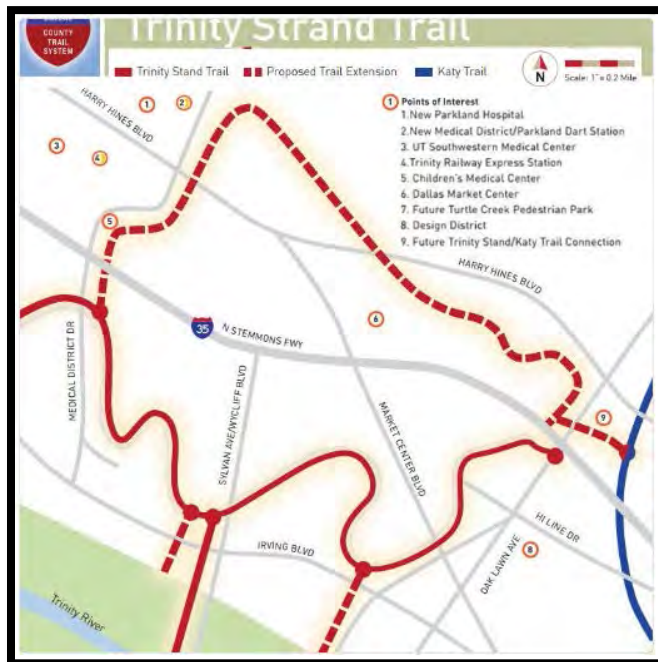 COUNTY
TRAIL
SYSTEM
Trinity Strand Trail
Trinity Stand Trail
Proposed Trail Extension
Katy Trail
N
Scale: 1" = 0.2 Mile
1 Points of Interest
1. New Parkland Hospital
2. New Medical District/Parkland Dart Station
3. UT Southwestern Medical Center
4. Trinity Railway Express Station
5. Children's Medical Center
6. Dallas Market Center
7. Future Turtle Creek Pedestrian Park
8. Design District
9. Future Trinity Stand/Katy Trail Connection
HARRY HINES BLVD
1
2
3
4
5
HARRY HINES BLVD
6
35
N STEMMONS FWY
MEDICAL DISTRICT DR
SYLVAN AVE/WYCLIFF BLVD
MARKET CENTER BLVD
9
HI LINE DR
OAK LAWN AVE
8
IRVING BLVD
Trinity River